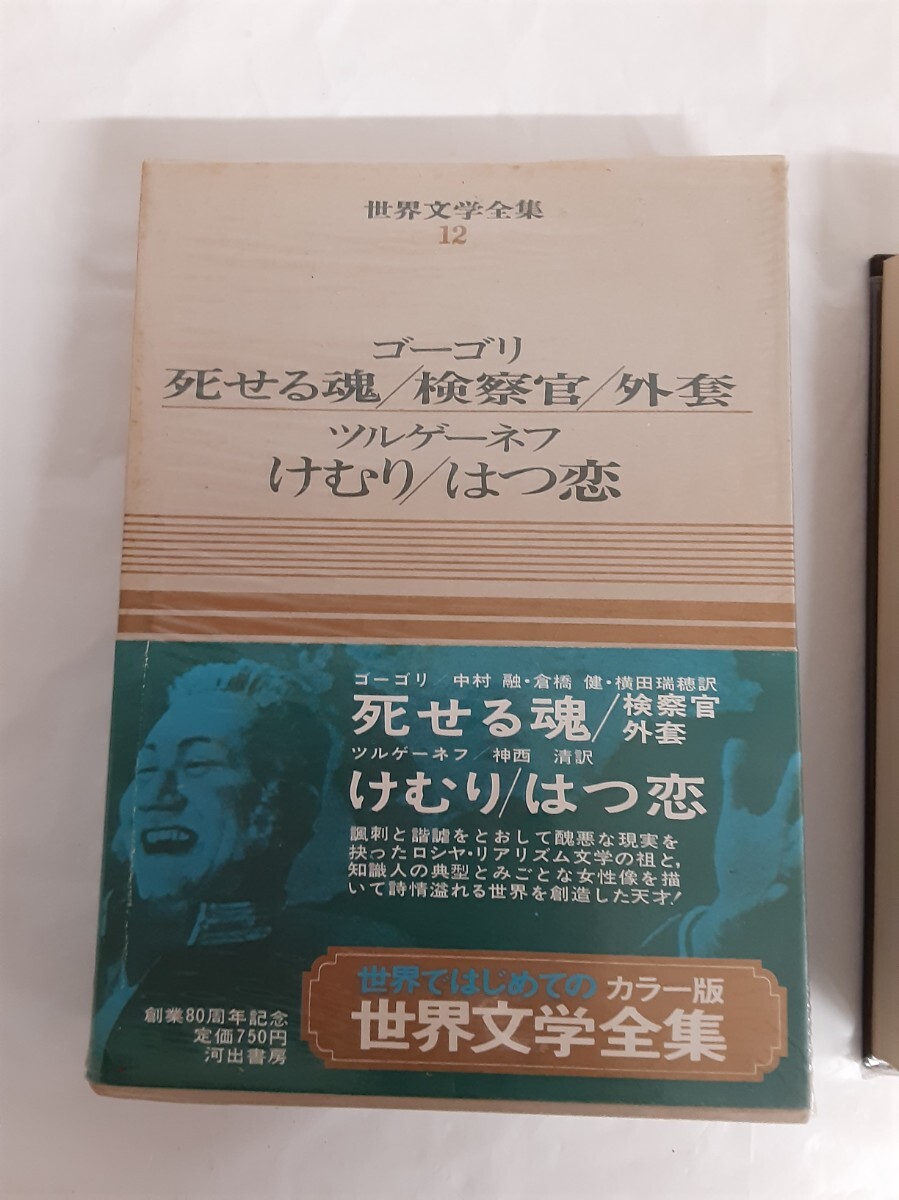 世界文学全集
12
ゴーゴリ
死せる魂/検察官/外套
ツルゲーネフ
けむり/はつ恋
ゴーゴリ/中村 融・倉橋 健・横田瑞穂訳
死せる魂/検察官
外套
ツルゲーネフ/神西 清訳
けむり/はつ恋
諷刺と諧謔をとおして醜悪な現実を
抉ったロシヤ・リアリズム文学の祖と,
知識人の典型とみごとな女性像を描
いて詩情溢れる世界を創造した天才!
世界ではじめての カラー版
世界文学全集
創業80周年記念
定価750円
河出書房